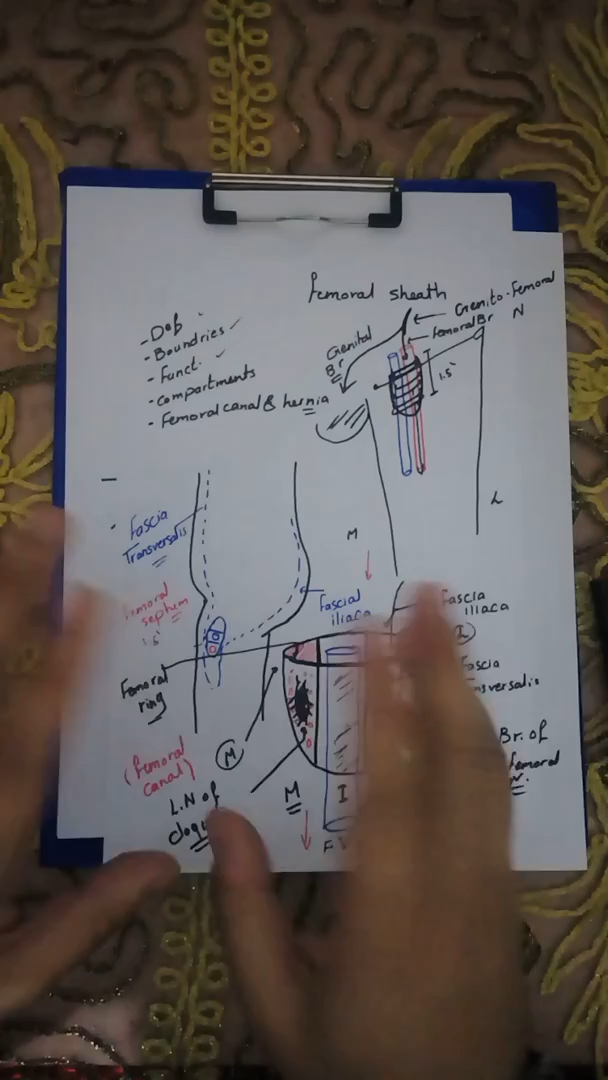 Femoral sheath
- Def
- Boundries
- Funct.
- compartments
- Femoral canal & hernia
Genito-Femoral
N
Femoral Br
Genital
Br
1.5"
L
M
Fascia
Transversalis
Femoral
septum
1.5"
Fascial
iliaca
Fascia
iliaca
L
Fascia
Transversalis
Femoral
ring
Br. of
Femoral
N.
M
(femoral
canal)
L.N of
M
I
F V